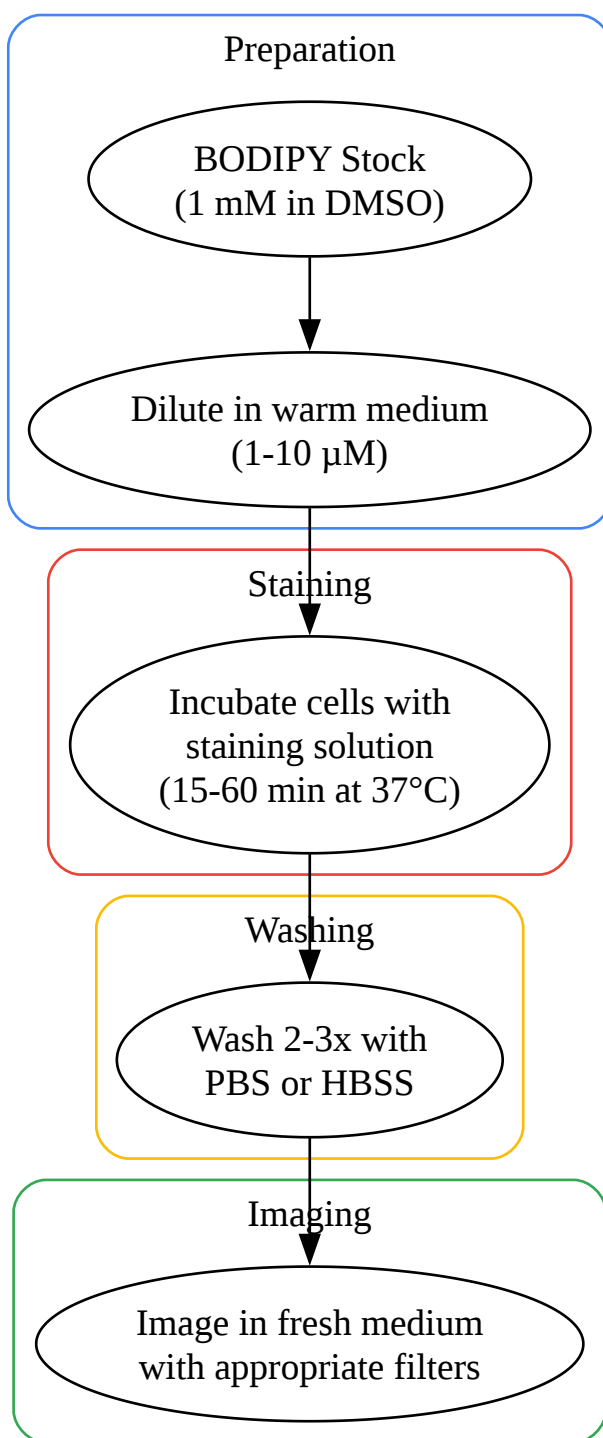 Preparation
BODIPY Stock
(1 mM in DMSO)
Dilute in warm medium
(1-10 µM)
Staining
Incubate cells with
staining solution
(15-60 min at 37°C)
Washing
Wash 2-3x with
PBS or HBSS
Imaging
Image in fresh medium
with appropriate filters